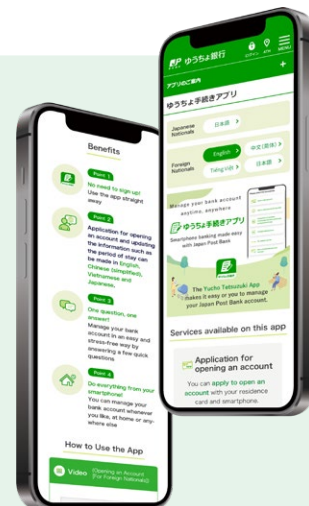 Benefits
Point 1
No need to sign up!
Use the app straight
away
Point 2
Application for opening
an account and updating
the information such as
the period of stay can
be made in English,
Chinese (simplified),
Vietnamese and
Japanese.
Point 3
One question, one
answer!
Manage your bank
account in an easy and
stress-free way by
answering a few quick
questions
Point 4
Do everything from your
smartphone!
You can manage your
bank account whenever
you like, at home or any-
where else
How to Use the App
Video
Opening an Account
(For Foreign Nationals)
JP ゆうちょ銀行
ログイン
ATM
MENU
アプリのご案内
ゆうちょ手続きアプリ
Japanese
Nationals
日本語
Foreign
Nationals
English
中文(简体)
Tiếng Việt
日本語
Manage your bank account
anytime, anywhere
ゆうちょ手続きアプリ
Smartphone banking made easy
with Japan Post Bank
The Yucho Tetsuzuki App
makes it easy or you to manage
your Japan Post Bank account.
Services available on this app
Application for
opening an account
You can apply to open an
account with your residence
card and smartphone.